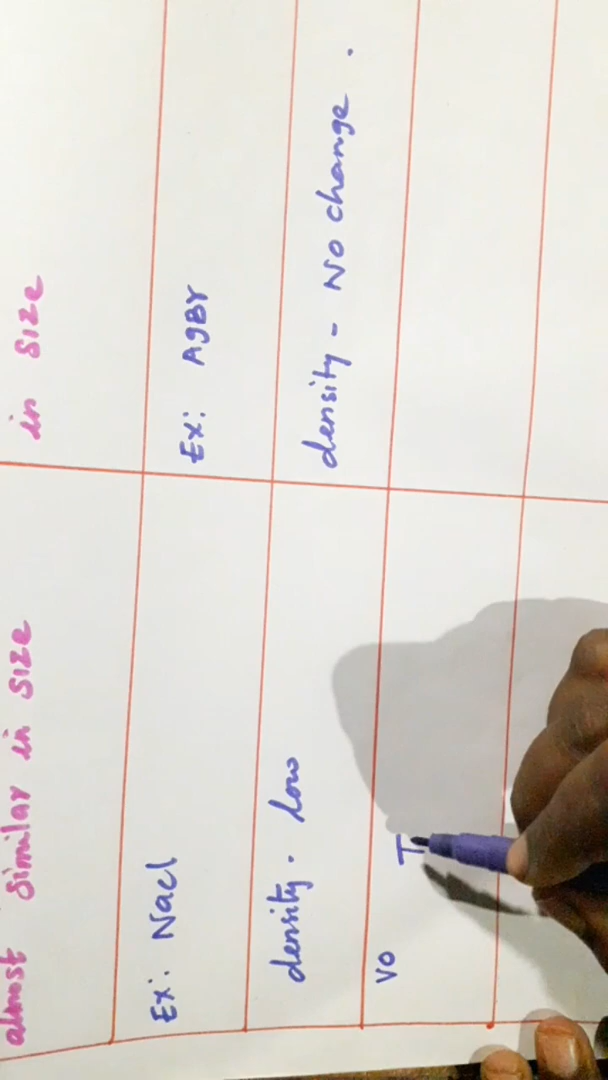 almost similar in size
in size
Ex: Nacl
Ex: AgBr
density - low
density - No change.
VO T